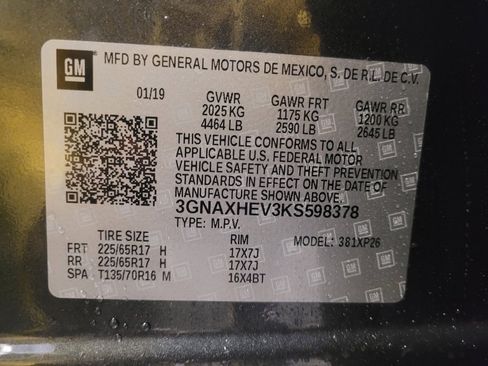 GM MFD BY GENERAL MOTORS DE MEXICO, S. DE R.L. DE C.V.
01/19 GVWR GAWR FRT GAWR RR
2025 KG 1175 KG 1200 KG
4464 LB 2590 LB 2645 LB
THIS VEHICLE CONFORMS TO ALL
APPLICABLE U.S. FEDERAL MOTOR
VEHICLE SAFETY AND THEFT PREVENTION
STANDARDS IN EFFECT ON THE DATE OF
MANUFACTURE SHOWN ABOVE.
3GNAXHEV3KS598378
TYPE: M.P.V. MODEL: 381XP26
TIRE SIZE RIM
FRT 225/65R17 H 17X7J
RR 225/65R17 H 17X7J
SPA T135/70R16 M 16X4BT